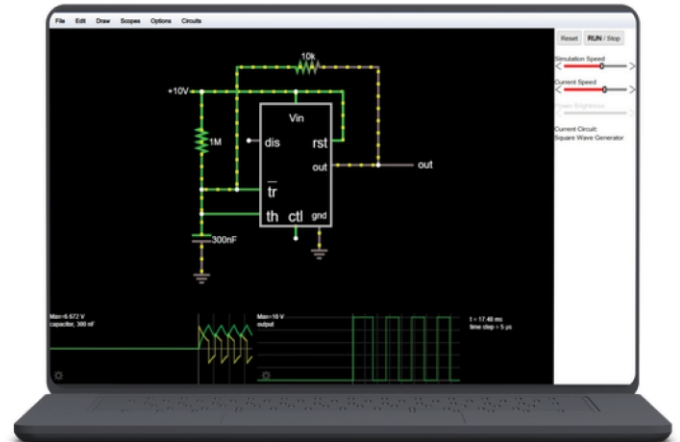 File Edit Draw Scopes Options Circuits
Reset RUN / Stop
Simulation Speed
Current Speed
Power Brightness
Current Circuit:
Square Wave Generator
10k
+10V
Vin
1M
dis
rst
out
out
tr
th ctl gnd
300nF
Max=6.672 V
capacitor, 300 nF
Max=10 V
output
t = 17.48 ms
time step = 5 µs